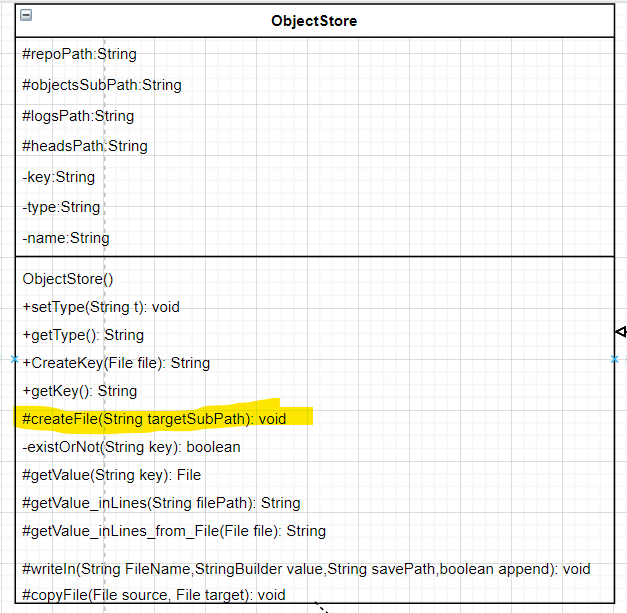 ObjectStore
#repoPath:String
#objectsSubPath:String
#logsPath:String
#headsPath:String
-key:String
-type:String
-name:String
ObjectStore()
+setType(String t): void
+getType(): String
+CreateKey(File file): String
+getKey(): String
#createFile(String targetSubPath): void
-existOrNot(String key): boolean
#getValue(String key): File
#getValue_inLines(String filePath): String
#getValue_inLines_from_File(File file): String
#writeIn(String FileName,StringBuilder value,String savePath,boolean append): void
#copyFile(File source, File target): void